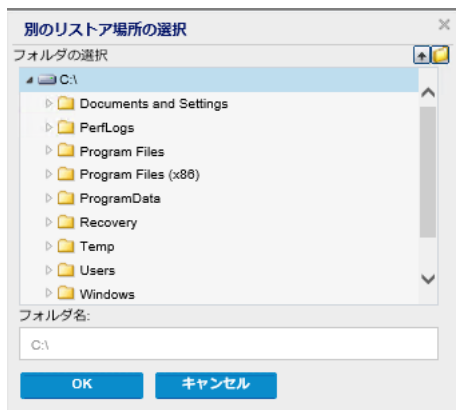 別のリストア場所の選択
フォルダの選択
C:\
Documents and Settings
PerfLogs
Program Files
Program Files (x86)
ProgramData
Recovery
Temp
Users
Windows
フォルダ名:
C:\
OK キャンセル